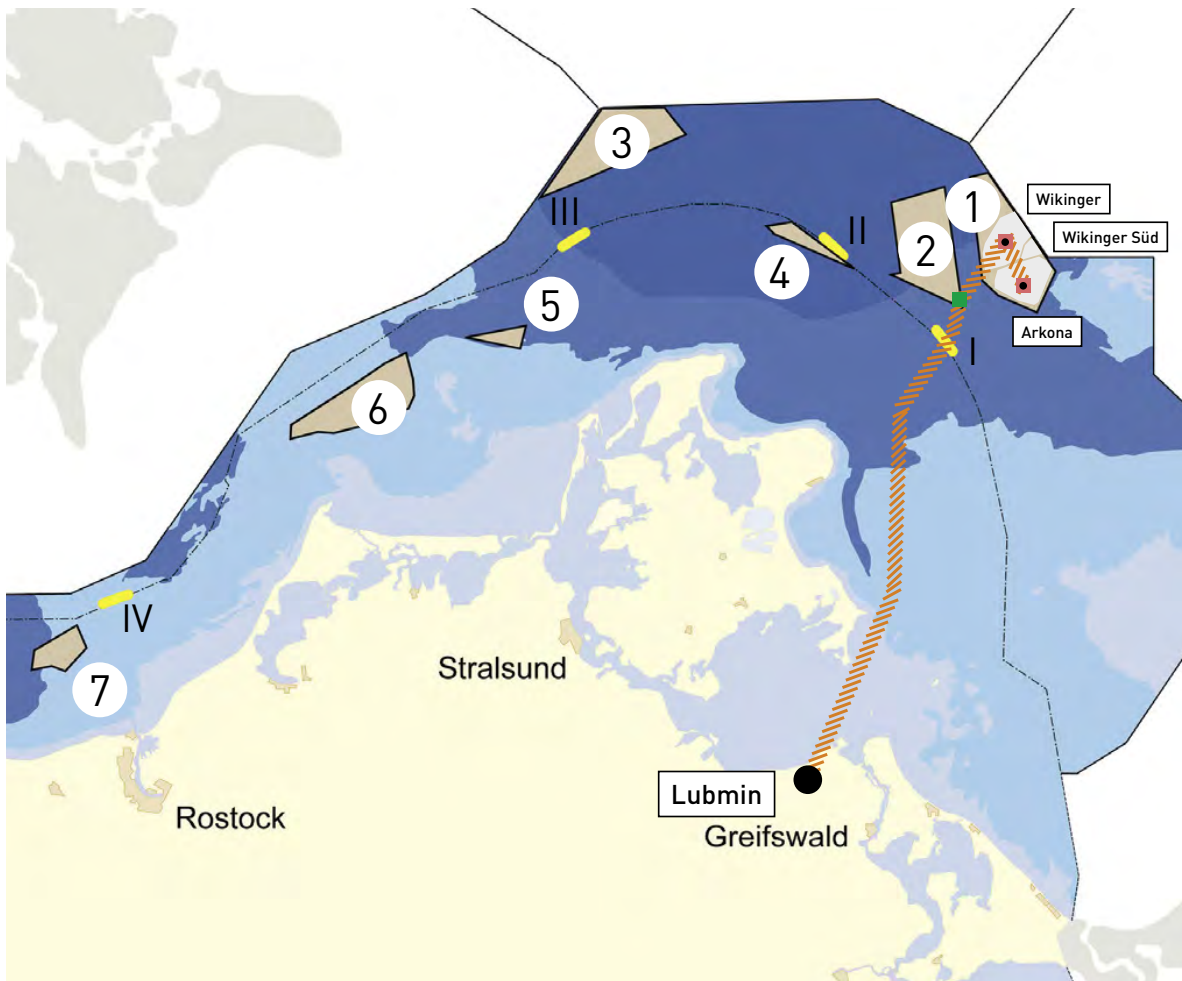 3
1
Wikinger
III
II
2
Wikinger Süd
4
5
Arkona
I
6
IV
Stralsund
7
Lubmin
Rostock
Greifswald